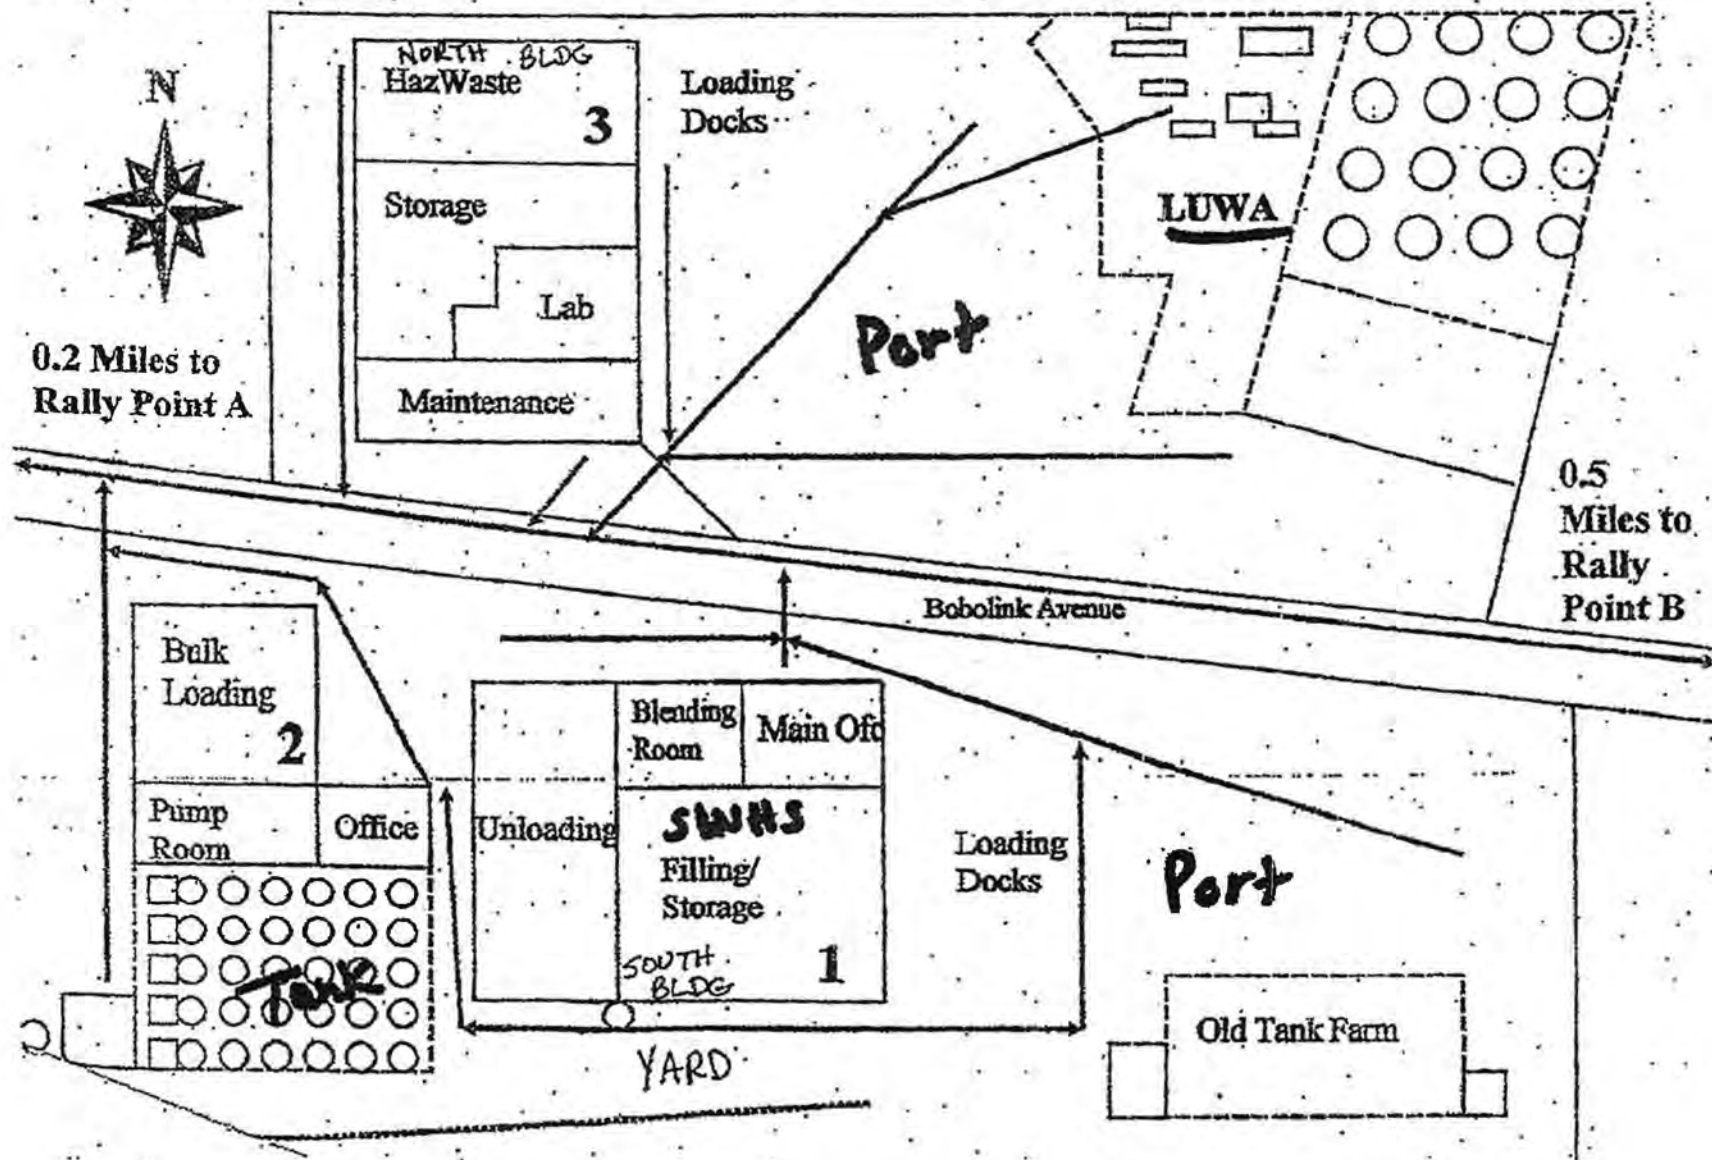 N
NORTH BLDG
HazWaste
3
Loading
Docks
Storage
Lab
Maintenance
LUWA
Port
0.2 Miles to
Rally Point A
0.5
Miles to
Rally
Point B
Bobolink Avenue
Bulk
Loading
2
Pump
Room
Office
Tank
Unloading
Blending
Room
Main Ofc
SWHS
Filling/
Storage
SOUTH
BLDG
1
Loading
Docks
Port
Old Tank Farm
YARD